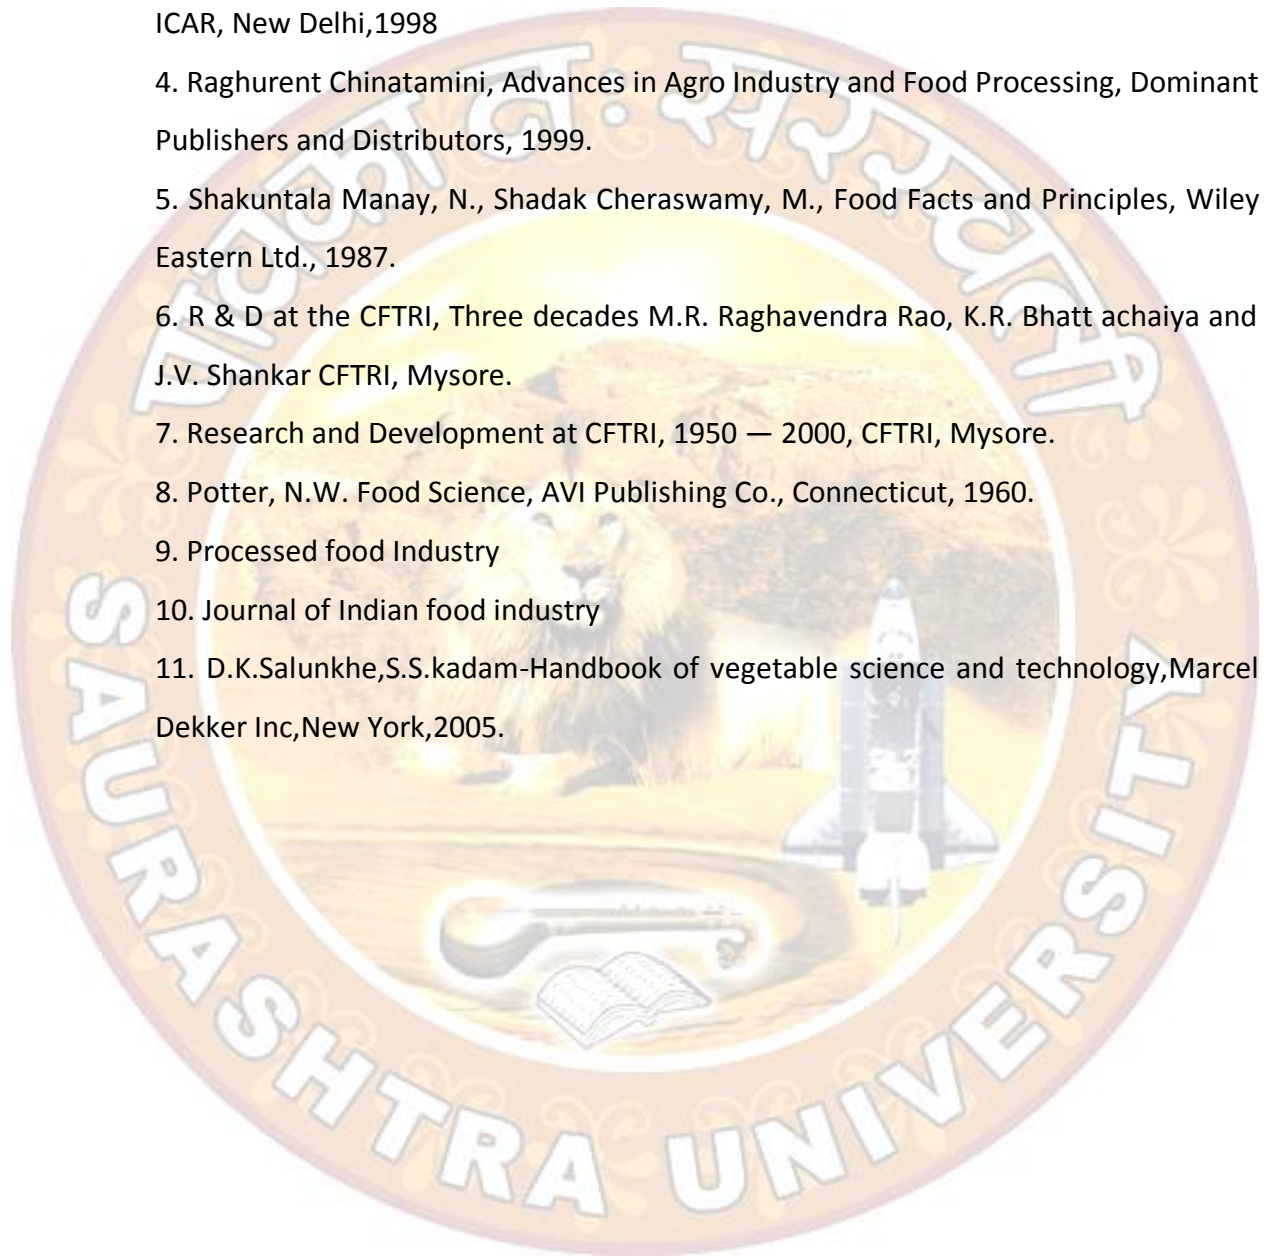 ICAR, New Delhi,1998
4. Raghurent Chinatamini, Advances in Agro Industry and Food Processing, Dominant
Publishers and Distributors, 1999.
5. Shakuntala Manay, N., Shadak Cheraswamy, M., Food Facts and Principles, Wiley
Eastern Ltd., 1987.
6. R & D at the CFTRI, Three decades M.R. Raghavendra Rao, K.R. Bhatt achaiya and
J.V. Shankar CFTRI, Mysore.
7. Research and Development at CFTRI, 1950 — 2000, CFTRI, Mysore.
8. Potter, N.W. Food Science, AVI Publishing Co., Connecticut, 1960.
9. Processed food Industry
10. Journal of Indian food industry
11. D.K.Salunkhe,S.S.kadam-Handbook of vegetable science and technology,Marcel
Dekker Inc,New York,2005.
पावका नः सरस्वती
SAURASHTRA UNIVERSITY